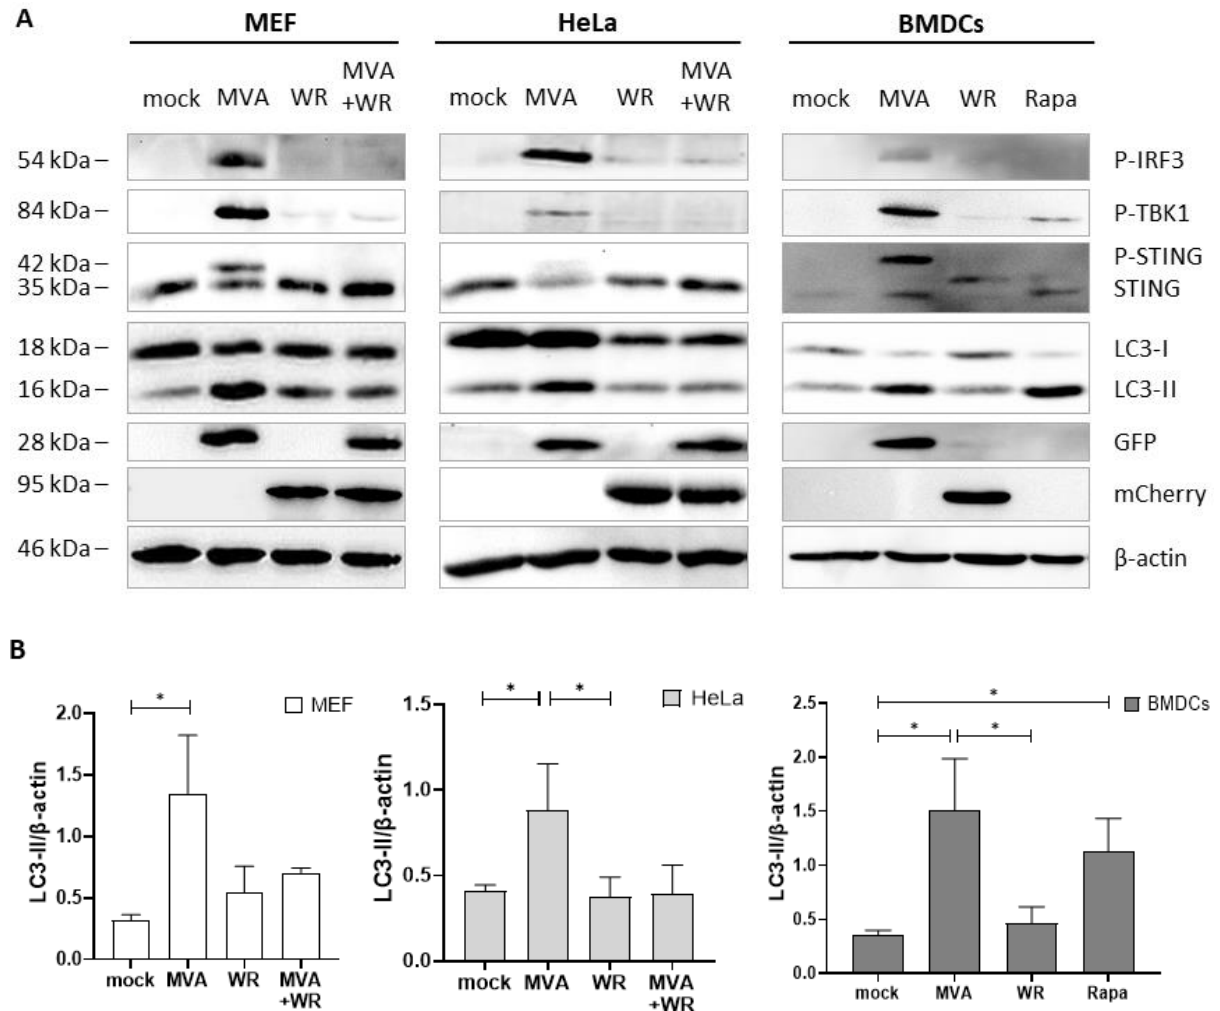 A
MEF HeLa BMDCs
mock MVA WR MVA +WR mock MVA WR MVA +WR mock MVA WR Rapa
54 kDa – P-IRF3
84 kDa – P-TBK1
42 kDa – P-STING
35 kDa – STING
18 kDa – LC3-I
16 kDa – LC3-II
28 kDa – GFP
95 kDa – mCherry
46 kDa – β-actin
B
* MEF
2.0
1.5
1.0
0.5
0.0
LC3-II/β-actin
mock MVA WR MVA
+WR
* * HeLa
1.5
1.0
0.5
0.0
LC3-II/β-actin
mock MVA WR MVA
+WR
*
* * BMDCs
2.5
2.0
1.5
1.0
0.5
0.0
LC3-II/β-actin
mock MVA WR Rapa